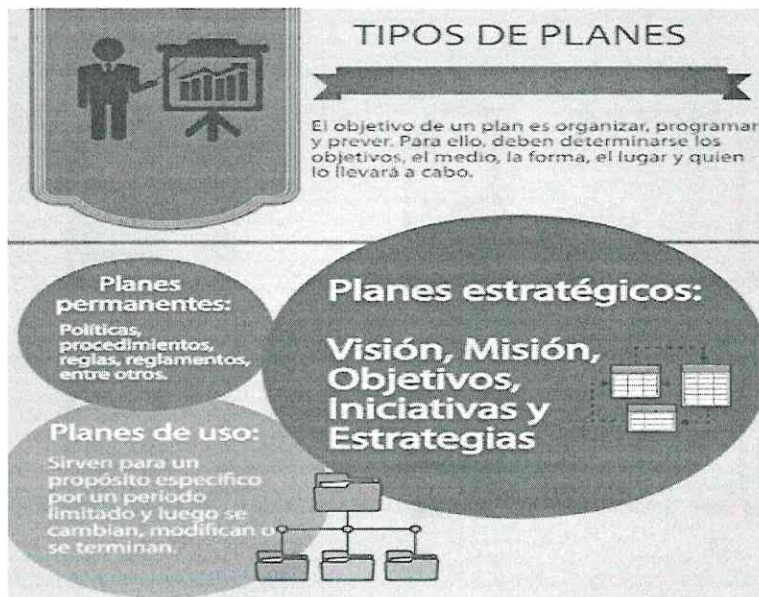 TIPOS DE PLANES
El objetivo de un plan es organizar, programar
y prever. Para ello, deben determinarse los
objetivos, el medio, la forma, el lugar y quien
lo llevará a cabo.
Planes
permanentes:
Políticas,
procedimientos,
reglas, reglamentos,
entre otros.
Planes estratégicos:
Visión, Misión,
Objetivos,
Iniciativas y
Estrategias
Planes de uso:
Sirven para un
propósito específico
por un periodo
limitado y luego se
cambian, modifican o
se terminan.